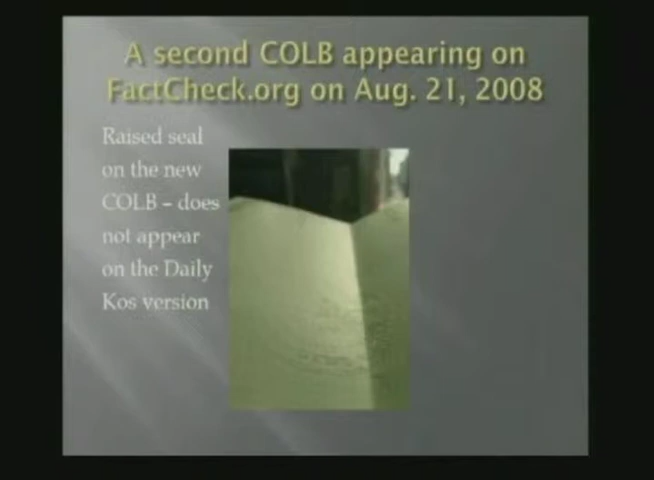 A second COLB appearing on
FactCheck.org on Aug. 21, 2008
Raised seal
on the new
COLB – does
not appear
on the Daily
Kos version